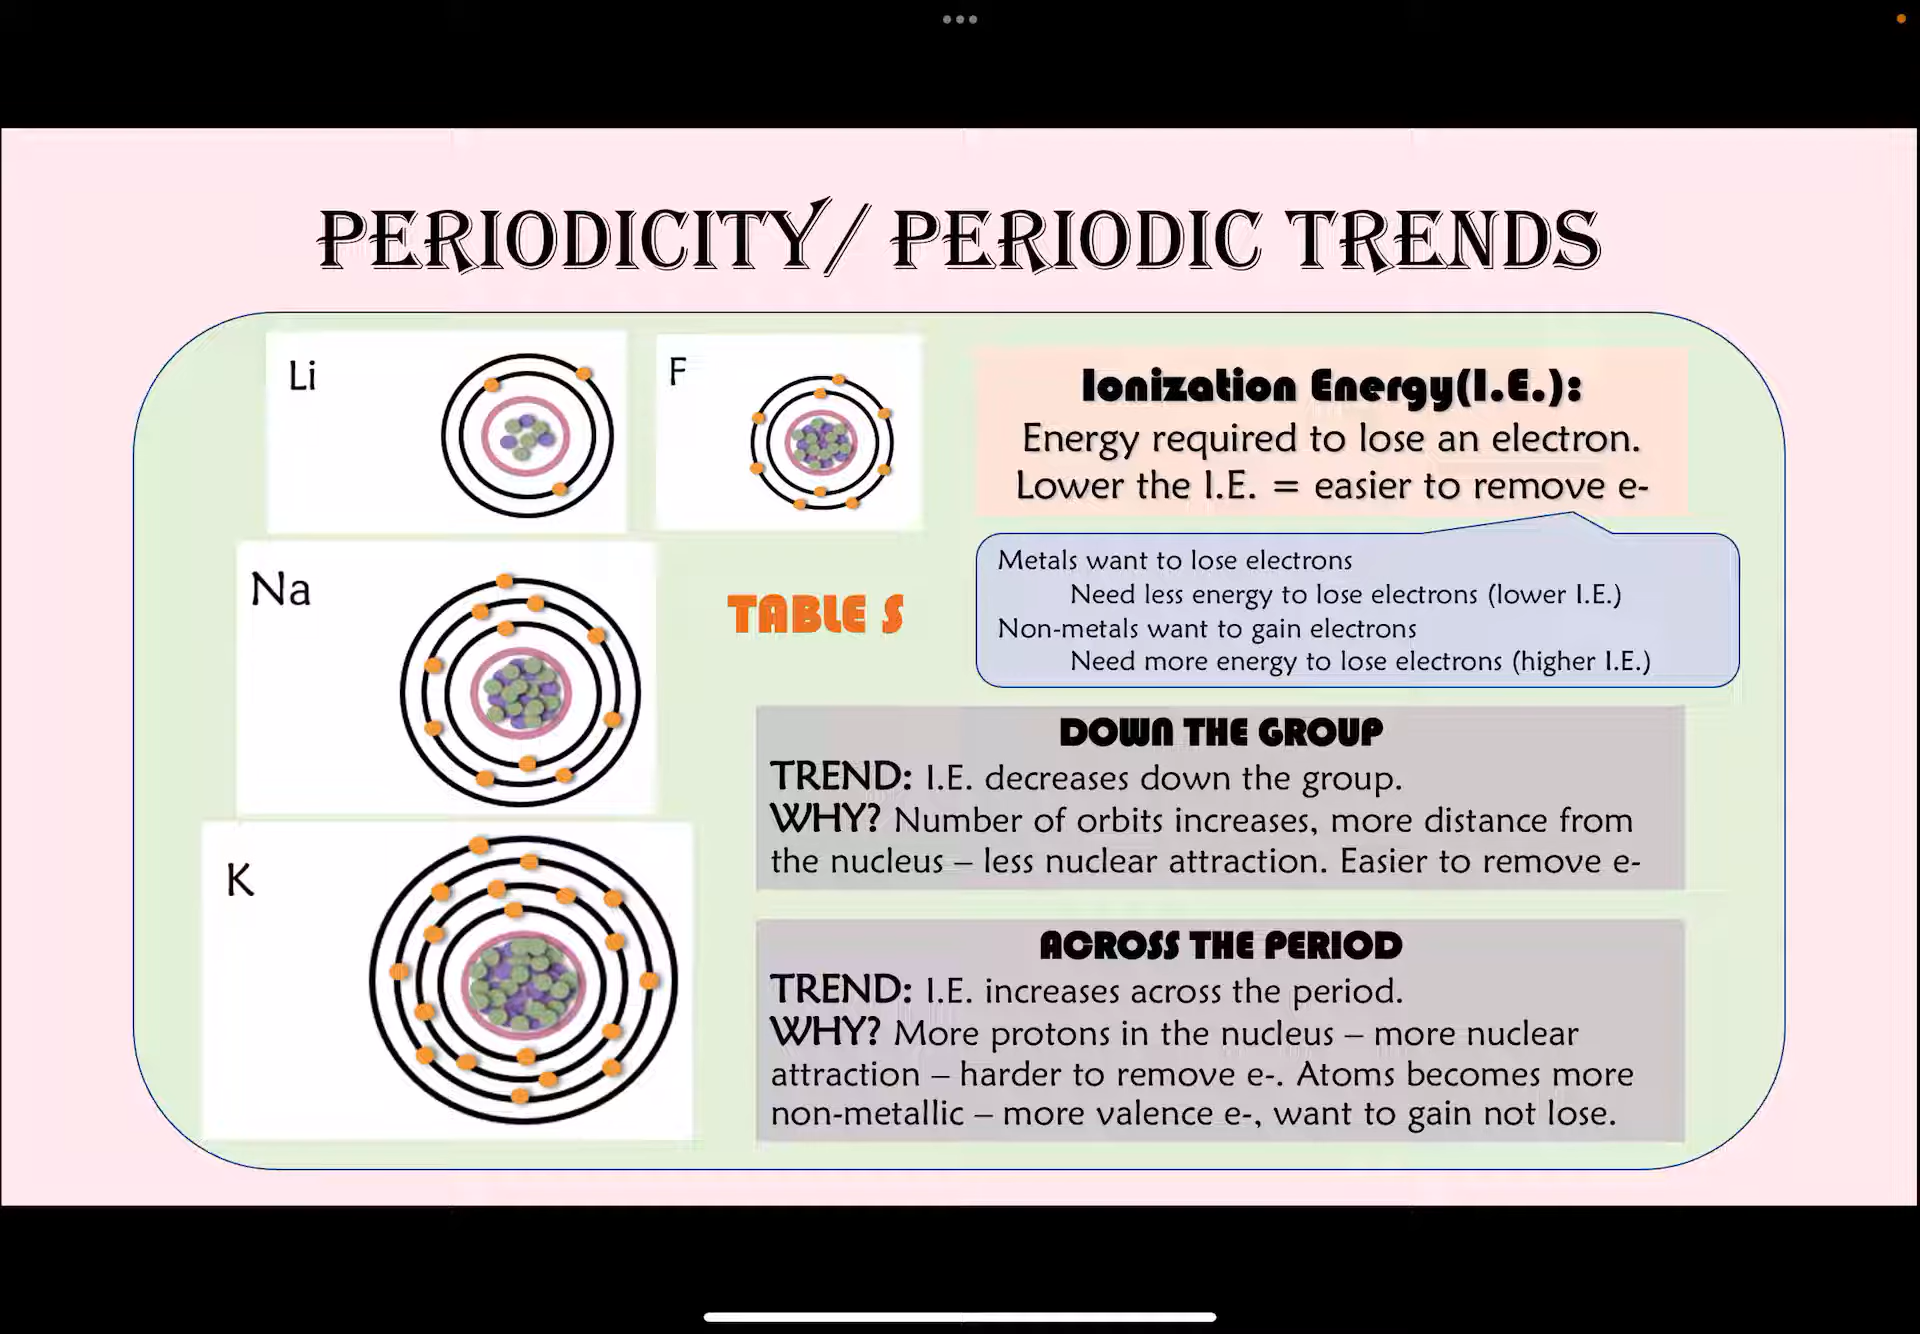 PERIODICITY/ PERIODIC TRENDS
Li
F
Na
K
TABLE S
Ionization Energy(I.E.):
Energy required to lose an electron.
Lower the I.E. = easier to remove e-
Metals want to lose electrons
Need less energy to lose electrons (lower I.E.)
Non-metals want to gain electrons
Need more energy to lose electrons (higher I.E.)
DOWN THE GROUP
TREND: I.E. decreases down the group.
WHY? Number of orbits increases, more distance from
the nucleus – less nuclear attraction. Easier to remove e-
ACROSS THE PERIOD
TREND: I.E. increases across the period.
WHY? More protons in the nucleus – more nuclear
attraction – harder to remove e-. Atoms becomes more
non-metallic – more valence e-, want to gain not lose.